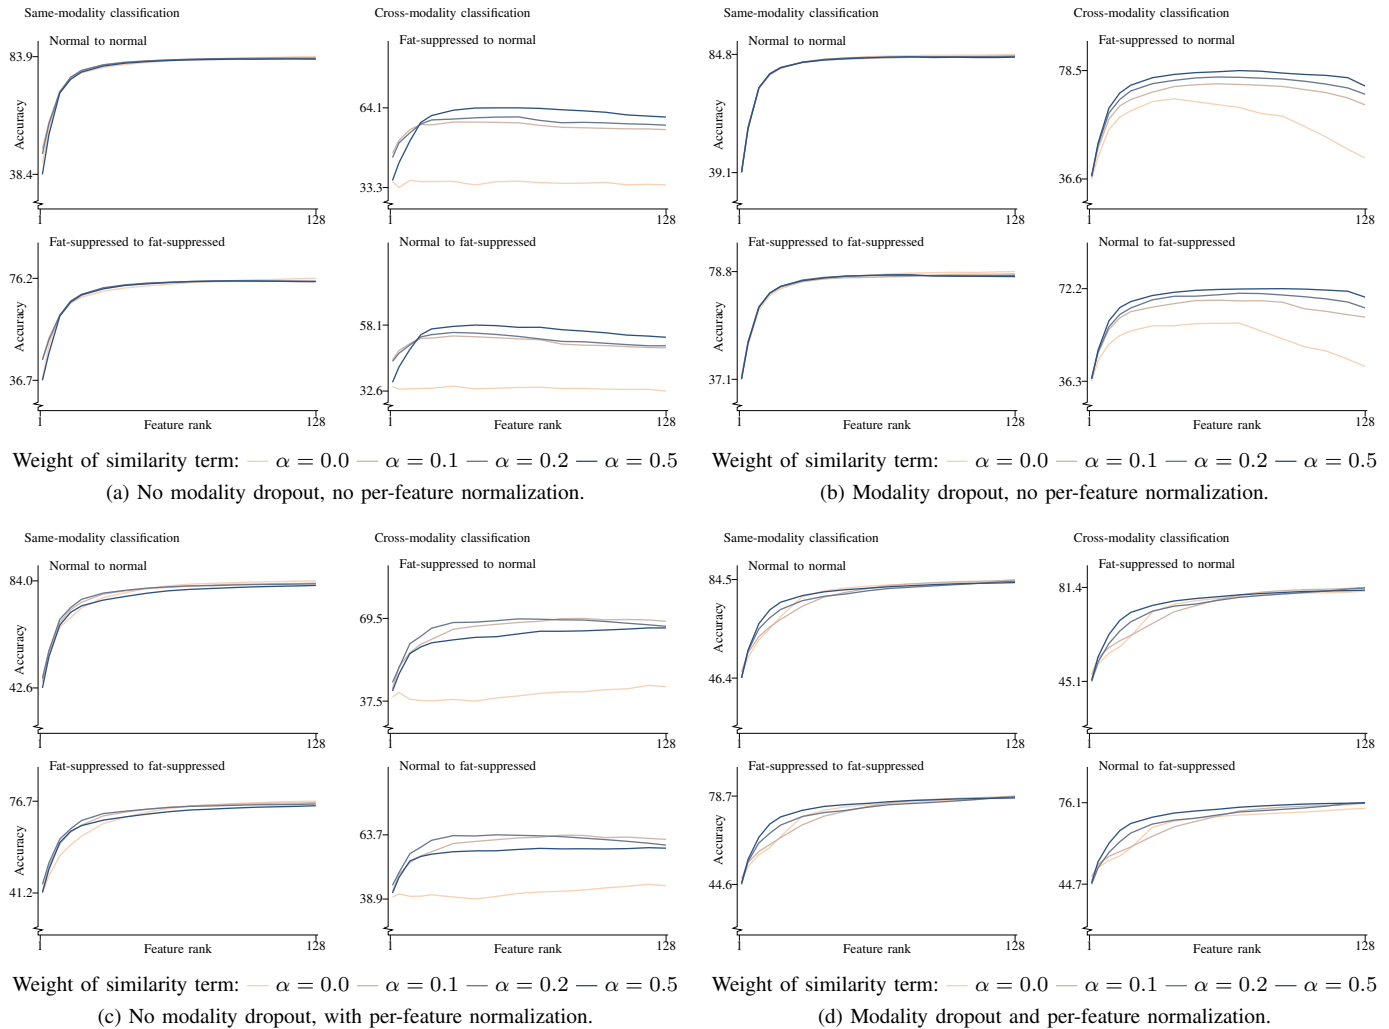 Same-modality classification
Cross-modality classification
Normal to normal
Fat-suppressed to normal
83.9
38.4
Accuracy
1
128
64.1
33.3
1
128
Fat-suppressed to fat-suppressed
Normal to fat-suppressed
76.2
36.7
Accuracy
1
128
Feature rank
58.1
32.6
1
128
Feature rank
Weight of similarity term: α = 0.0 α = 0.1 α = 0.2 α = 0.5
(a) No modality dropout, no per-feature normalization.
Same-modality classification
Cross-modality classification
Normal to normal
Fat-suppressed to normal
84.8
39.1
Accuracy
1
128
78.5
36.6
1
128
Fat-suppressed to fat-suppressed
Normal to fat-suppressed
78.8
37.1
Accuracy
1
128
Feature rank
72.2
36.3
1
128
Feature rank
Weight of similarity term: α = 0.0 α = 0.1 α = 0.2 α = 0.5
(b) Modality dropout, no per-feature normalization.
Same-modality classification
Cross-modality classification
Normal to normal
Fat-suppressed to normal
84.0
42.6
Accuracy
1
128
69.5
37.5
1
128
Fat-suppressed to fat-suppressed
Normal to fat-suppressed
76.7
41.2
Accuracy
1
128
Feature rank
63.7
38.9
1
128
Feature rank
Weight of similarity term: α = 0.0 α = 0.1 α = 0.2 α = 0.5
(c) No modality dropout, with per-feature normalization.
Same-modality classification
Cross-modality classification
Normal to normal
Fat-suppressed to normal
84.5
46.4
Accuracy
1
128
81.4
45.1
1
128
Fat-suppressed to fat-suppressed
Normal to fat-suppressed
78.7
44.6
Accuracy
1
128
Feature rank
76.1
44.7
1
128
Feature rank
Weight of similarity term: α = 0.0 α = 0.1 α = 0.2 α = 0.5
(d) Modality dropout and per-feature normalization.